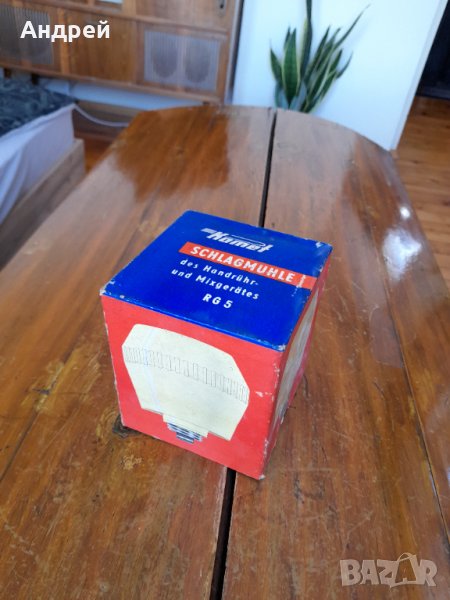 Андрей
Komet
SCHLAGMÜHLE
des Handrühr-
und Mixgerätes
RG 5
BAZAR